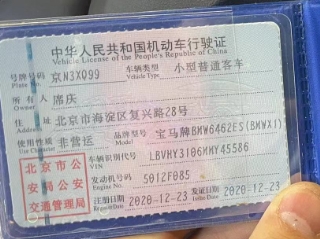 中华人民共和国机动车行驶证
Vehicle License of the People's Republic of China
号牌号码 京N3X099 车辆类型 小型普通客车
Plate No. Vehicle Type
所有人 席庆
Owner
住址 北京市海淀区复兴路28号
Address
使用性质 非营运 品牌型号 宝马牌BMW6462ES(BMWX1)
Use Character Model
北京市公安局公安交通管理局
车辆识别代号
VIN
发动机号码 5012F085
Engine No.
注册日期 2020-12-23 发证日期 2020-12-23
Register Date Issue Date